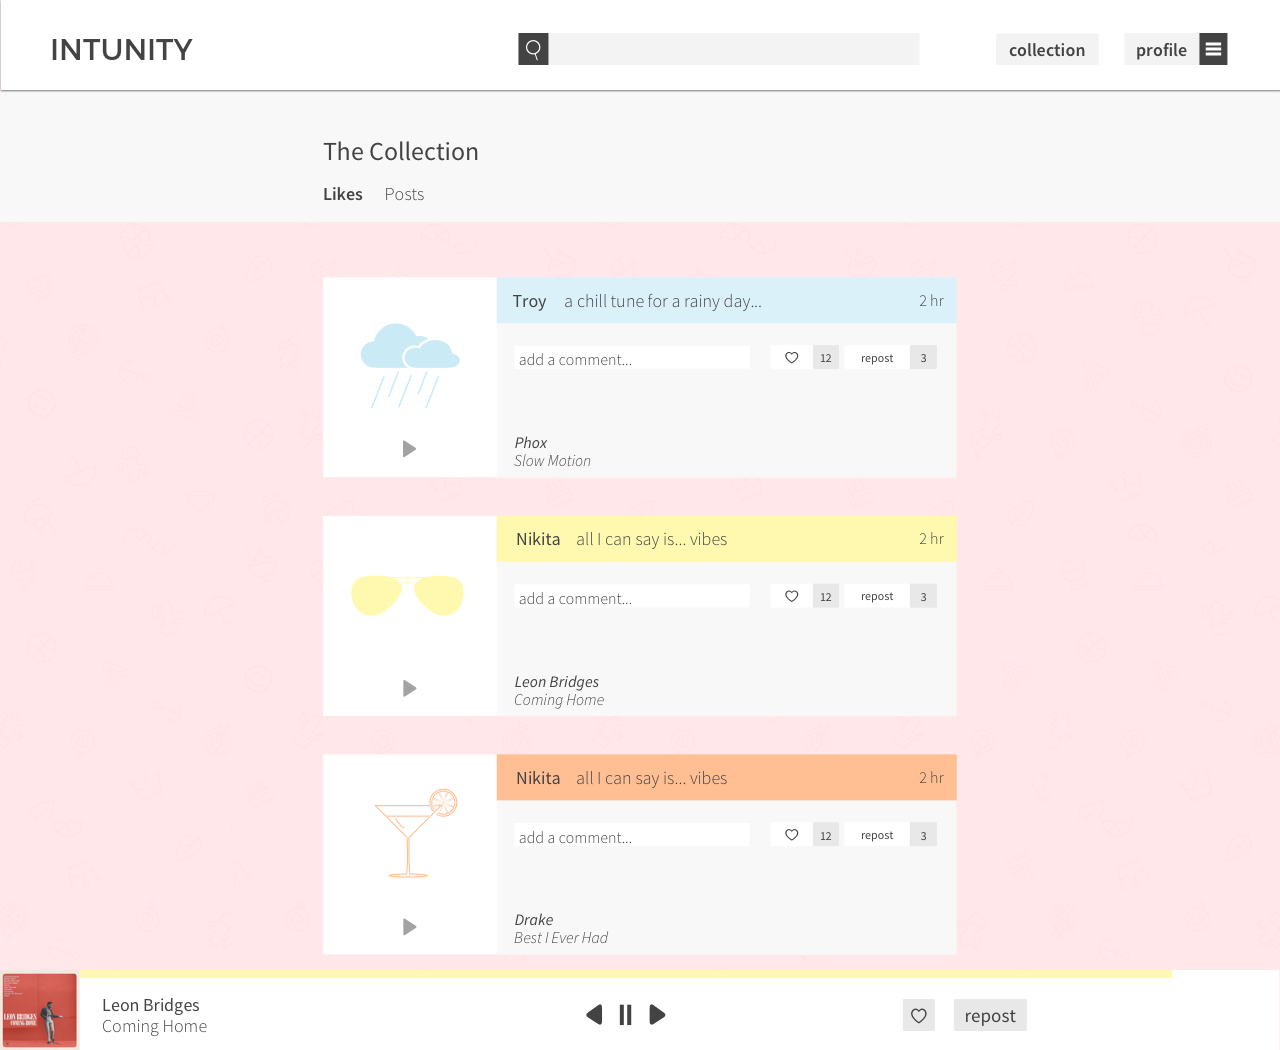 INTUNITY
collection
profile
The Collection
Likes Posts
Troy a chill tune for a rainy day... 2 hr
add a comment... 12 repost 3
Phox
Slow Motion
Nikita all I can say is... vibes 2 hr
add a comment... 12 repost 3
Leon Bridges
Coming Home
Nikita all I can say is... vibes 2 hr
add a comment... 12 repost 3
Drake
Best I Ever Had
LEON BRIDGES
COMING HOME
Leon Bridges
Coming Home
repost